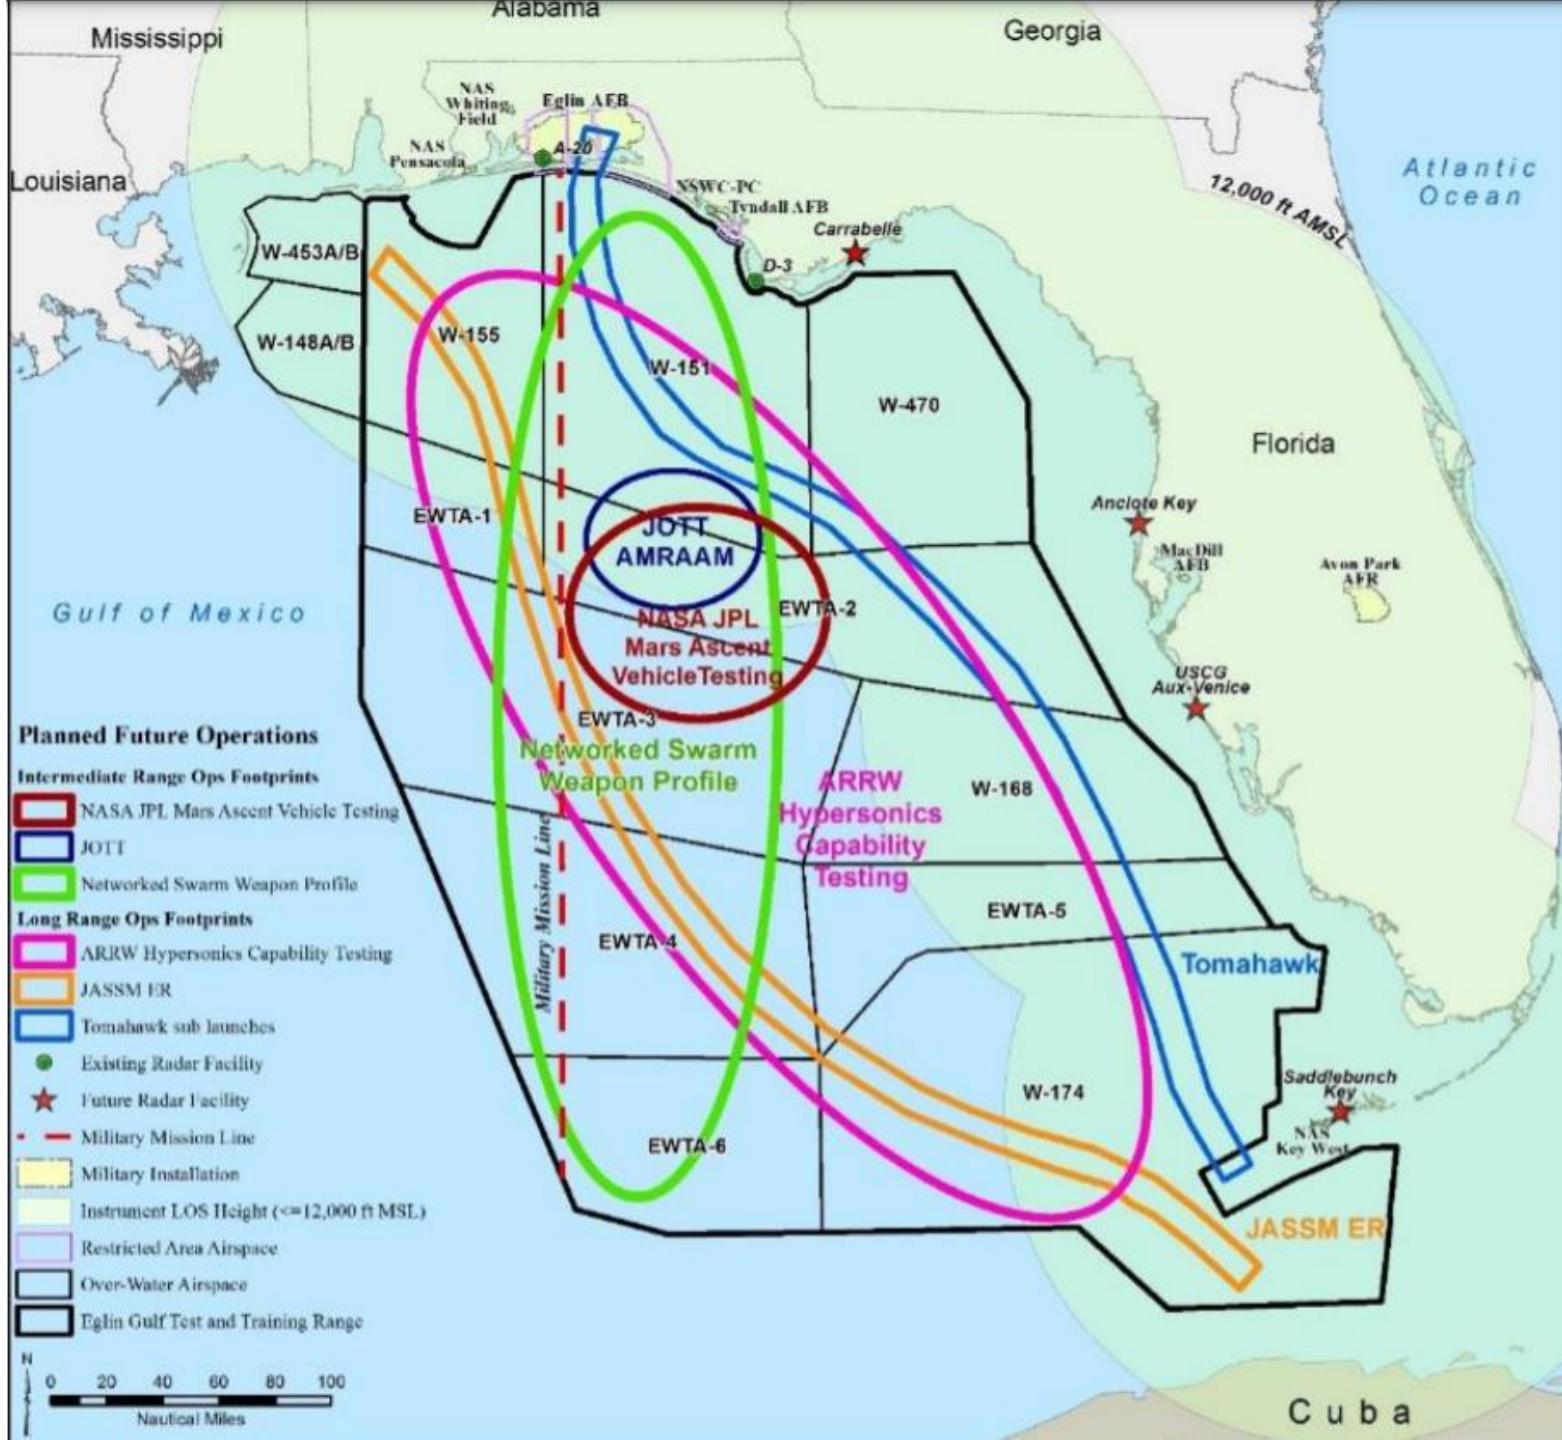 Alabama
Mississippi
Georgia
NAS
Whiting
Field
Eglin AFB
A-20
NAS
Pensacola
Louisiana
NSWC-PC
Tyndall AFB
Carrabelle
D-3
12,000 ft AMSL
Atlantic
Ocean
W-453A/B
W-148A/B
W-155
W-151
W-470
Florida
EWTA-1
JOTT
AMRAAM
Anclote Key
MacDill
AFB
Avon Park
AFR
Gulf of Mexico
EWTA-2
NASA JPL
Mars Ascent
VehicleTesting
USCG
Aux-Venice
EWTA-3
Networked Swarm
Weapon Profile
ARRW
Hypersonics
Capability
Testing
W-168
Military Mission Line
EWTA-4
EWTA-5
Tomahawk
W-174
EWTA-6
Saddlebunch
Key
NAS
Key West
JASSM ER
Cuba
Planned Future Operations
Intermediate Range Ops Footprints
NASA JPL Mars Ascent Vehicle Testing
JOTT
Networked Swarm Weapon Profile
Long Range Ops Footprints
ARRW Hypersonics Capability Testing
JASSM ER
Tomahawk sub launches
Existing Radar Facility
Future Radar Facility
Military Mission Line
Military Installation
Instrument LOS Height (<=12,000 ft MSL)
Restricted Area Airspace
Over-Water Airspace
Eglin Gulf Test and Training Range
N
0 20 40 60 80 100
Nautical Miles